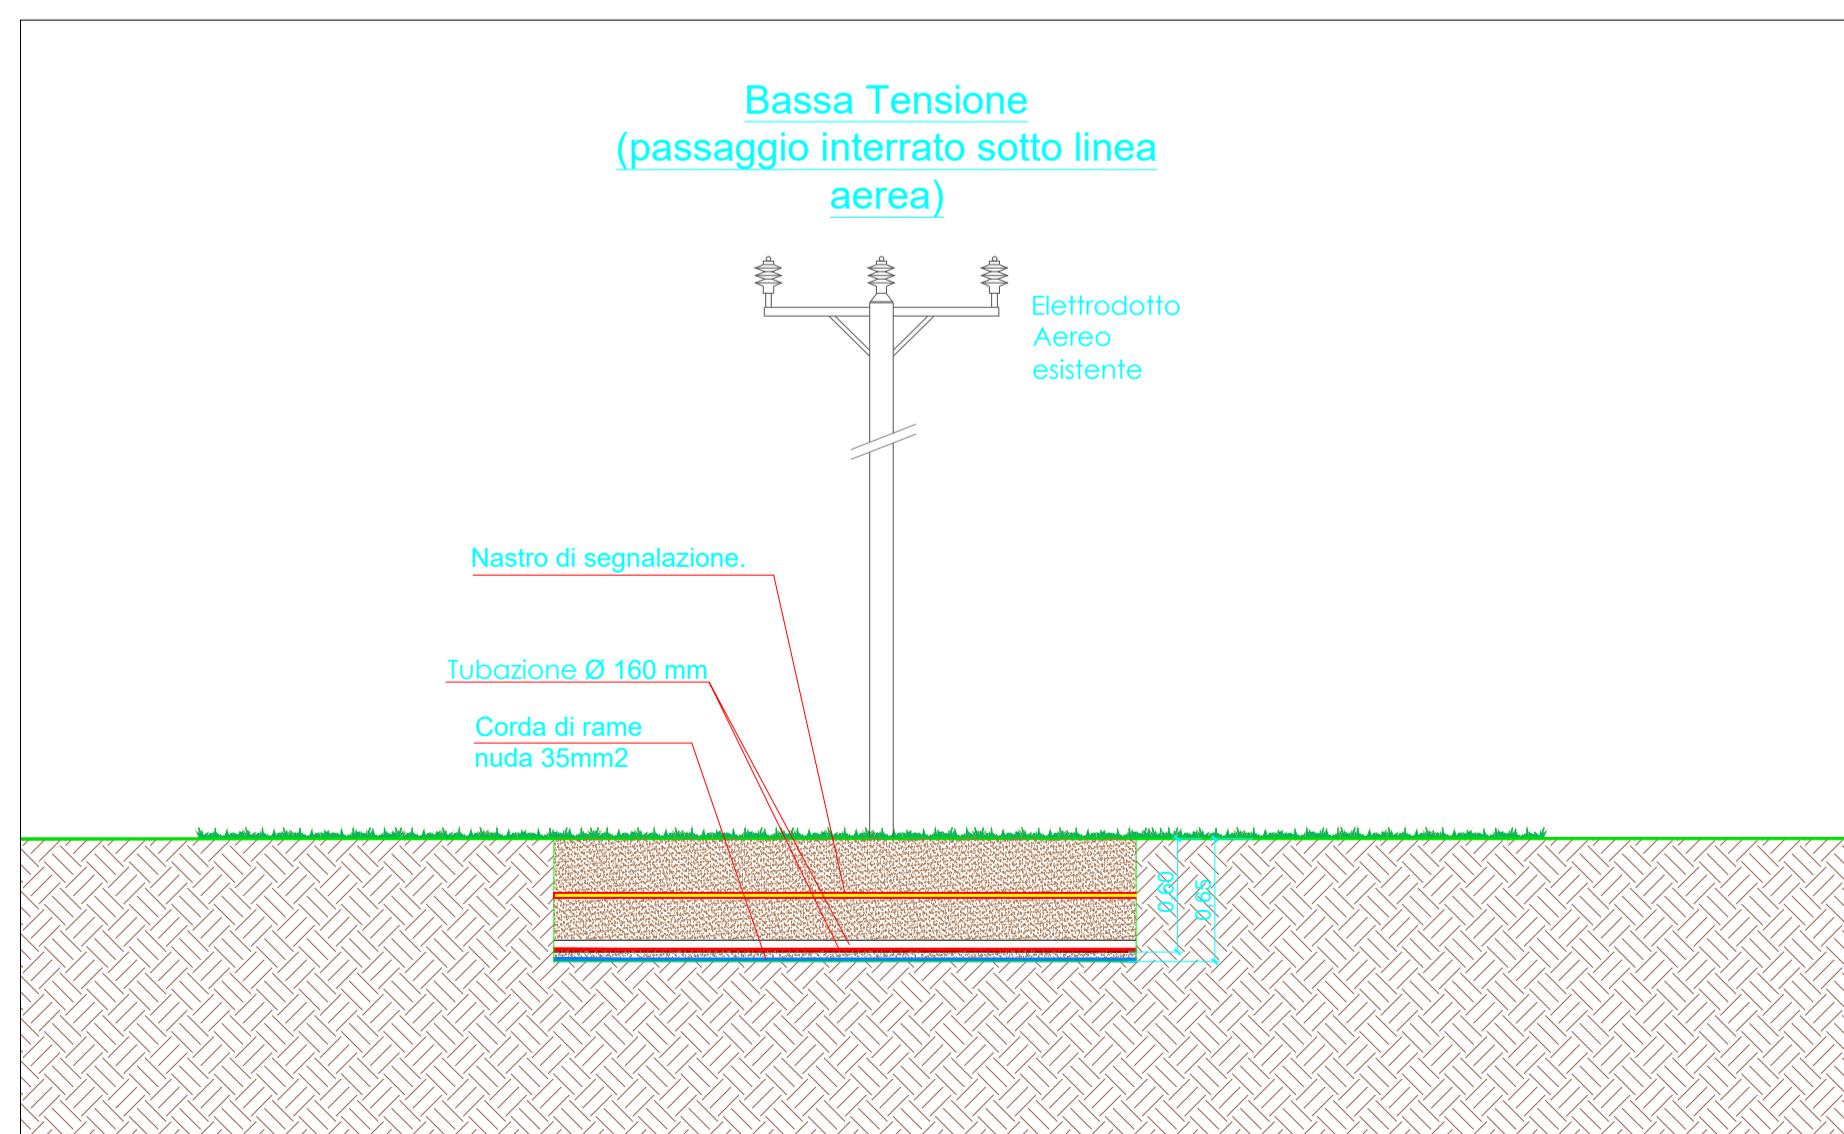 Bassa Tensione
(passaggio interrato sotto linea
aerea)
Elettrodotto
Aereo
esistente
Nastro di segnalazione.
Tubazione Ø 160 mm
Corda di rame
nuda 35mm2
0.60
0.65